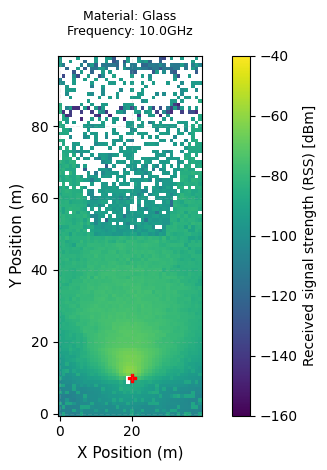 Material: Glass
Frequency: 10.0GHz
80
60
40
20
0
0
20
Y Position (m)
X Position (m)
−40
−60
−80
−100
−120
−140
−160
Received signal strength (RSS) [dBm]